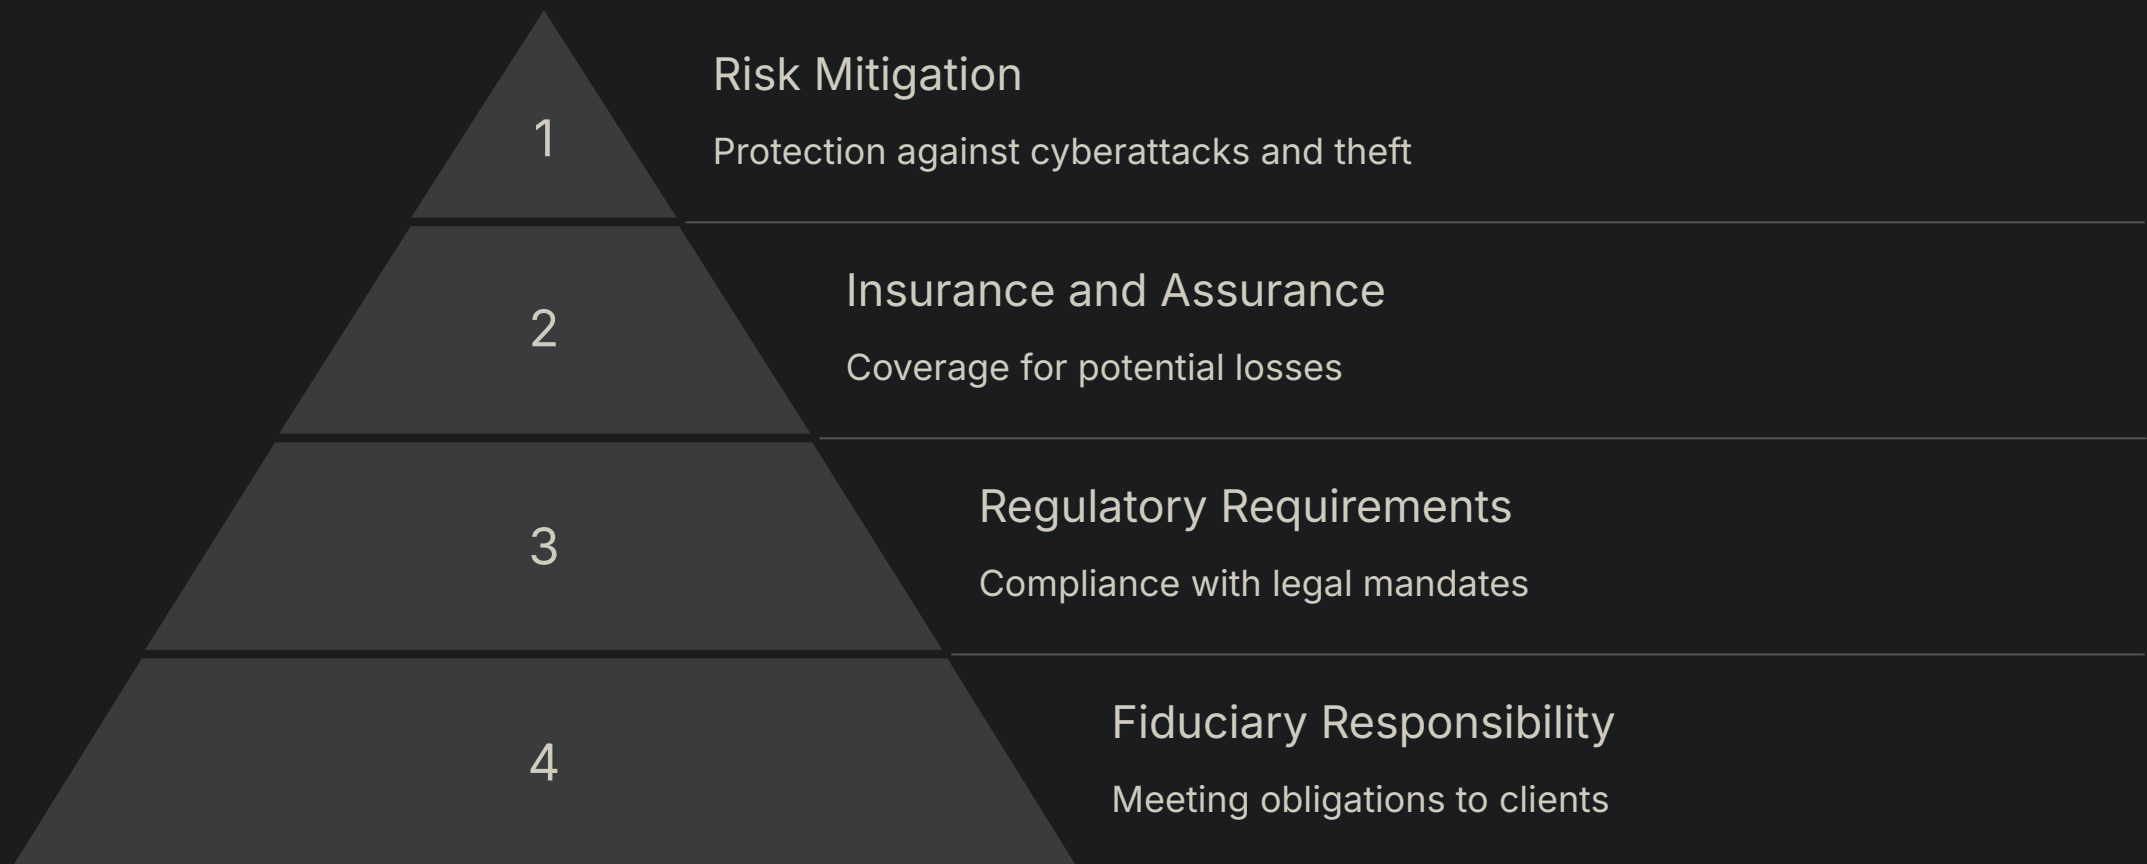 1
Risk Mitigation
Protection against cyberattacks and theft
2
Insurance and Assurance
Coverage for potential losses
3
Regulatory Requirements
Compliance with legal mandates
4
Fiduciary Responsibility
Meeting obligations to clients